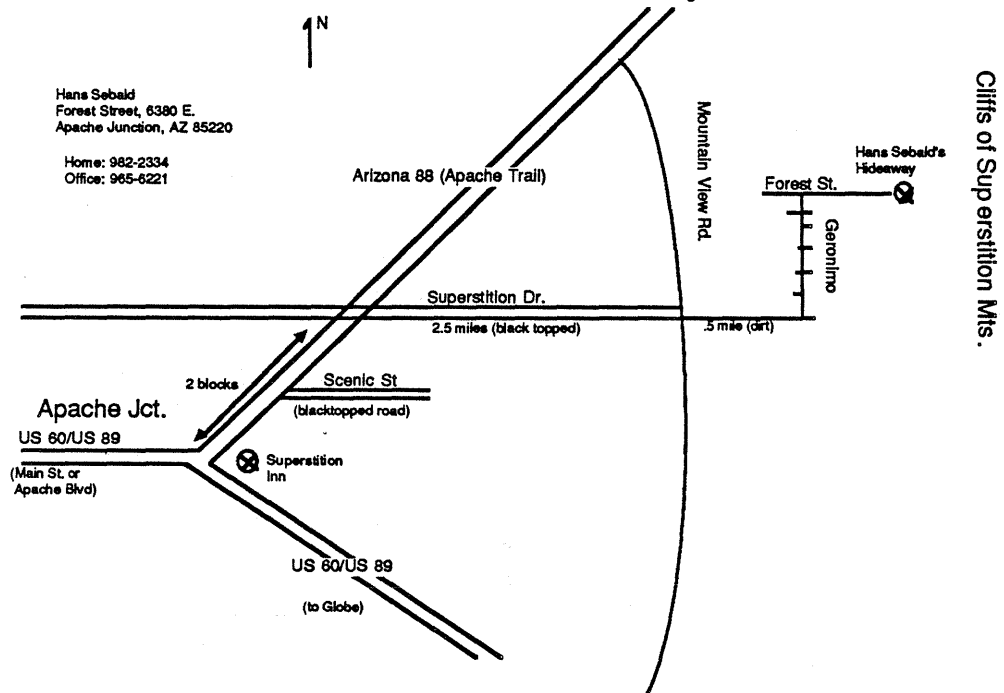 N
Hans Sebald
Forest Street, 6380 E.
Apache Junction, AZ 85220
Home: 982-2334
Office: 965-6221
Arizona 88 (Apache Trail)
Mountain View Rd.
Hans Sebald's
Hideaway
Forest St.
Geronimo
Cliffs of Superstition Mts.
Superstition Dr.
2.5 miles (black topped)
.5 mile (dirt)
2 blocks
Scenic St
(blacktopped road)
Apache Jct.
US 60/US 89
(Main St. or
Apache Blvd)
Superstition
Inn
US 60/US 89
(to Globe)